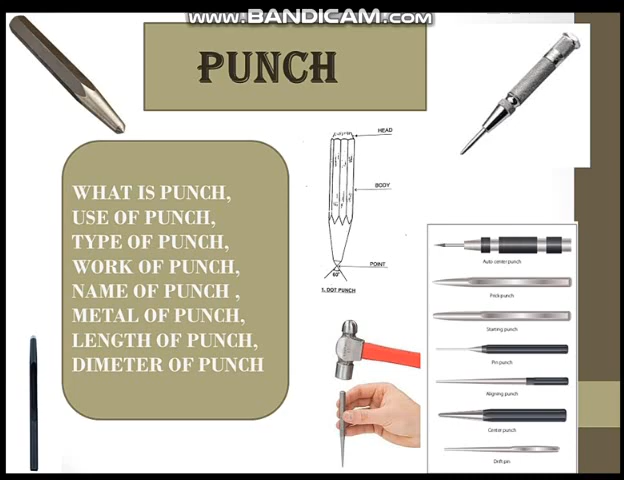 www.BANDICAM.com
PUNCH
WHAT IS PUNCH,
USE OF PUNCH,
TYPE OF PUNCH,
WORK OF PUNCH,
NAME OF PUNCH ,
METAL OF PUNCH,
LENGTH OF PUNCH,
DIMETER OF PUNCH
HEAD
BODY
POINT
60°
1. DOT PUNCH
Auto center punch
Prick punch
Starring punch
Pin punch
Aligning punch
Center punch
Drift pin